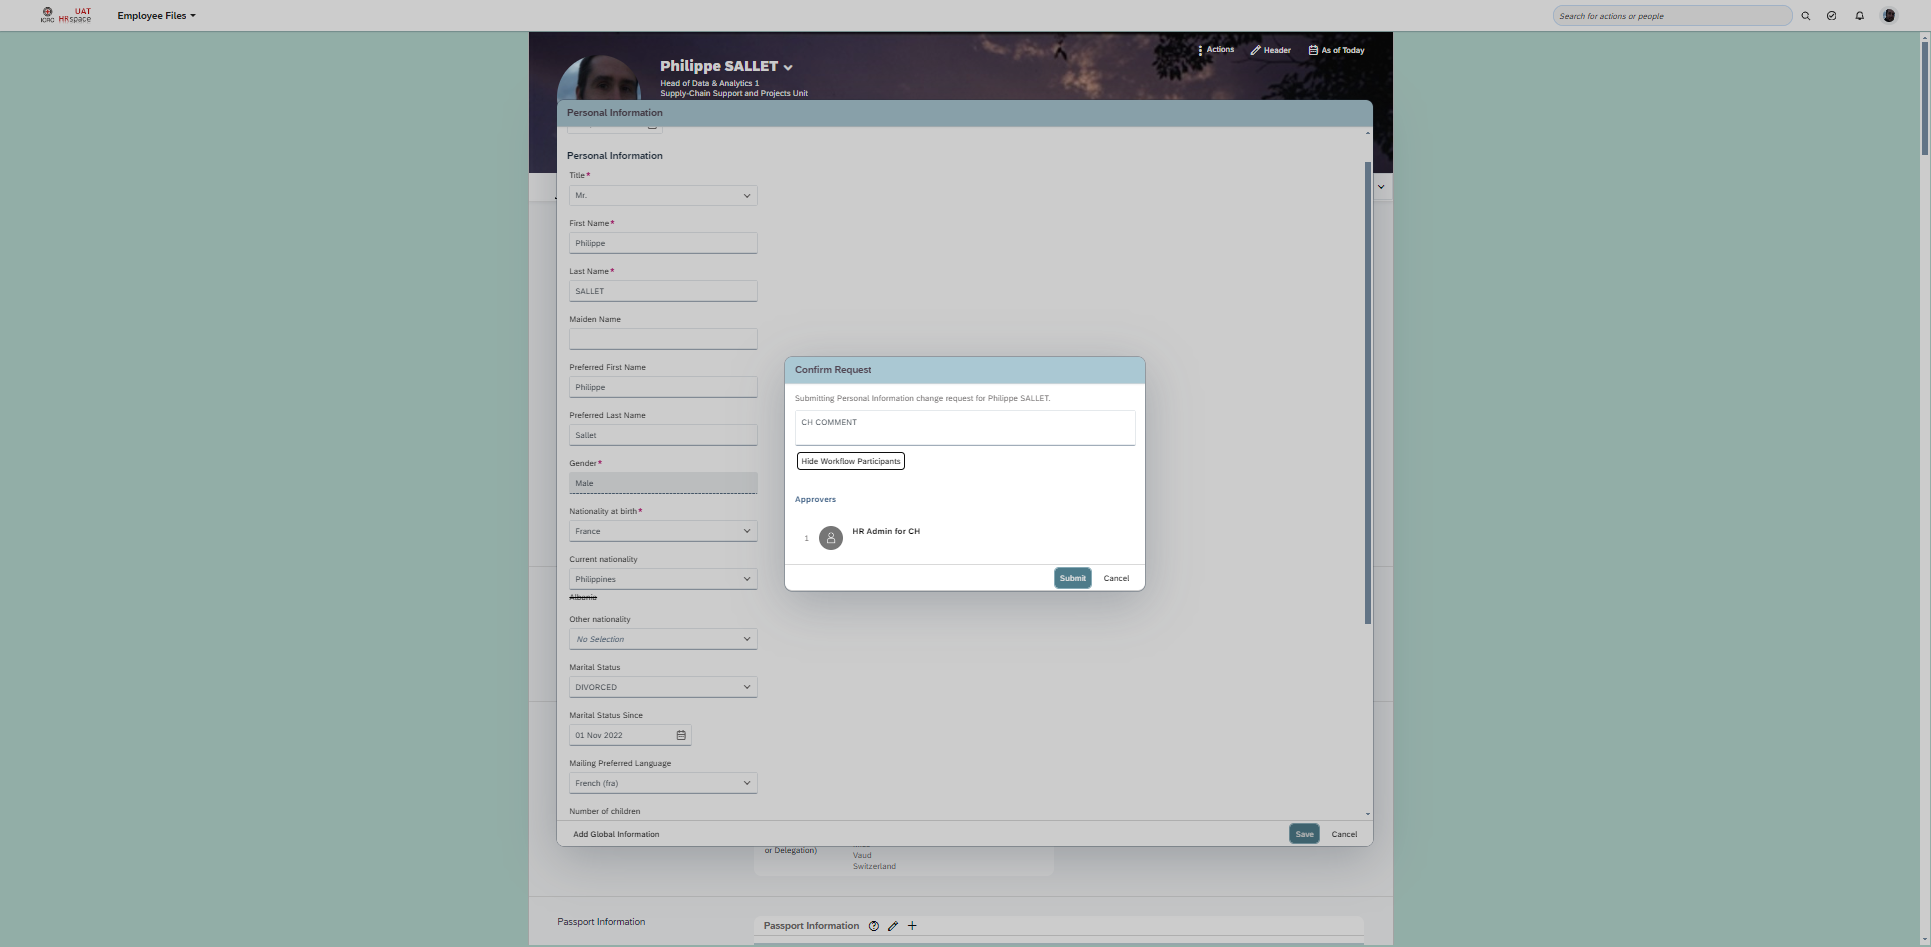 ICRC
UAT
HRspace
Employee Files
Search for actions or people
Actions
Header
As of Today
Philippe SALLET
Head of Data & Analytics 1
Supply-Chain Support and Projects Unit
Personal Information
Personal Information
Title*
Mr.
First Name*
Philippe
Last Name*
SALLET
Maiden Name
Preferred First Name
Philippe
Preferred Last Name
Sallet
Gender*
Male
Nationality at birth*
France
Current nationality
Philippines
Albania
Other nationality
No Selection
Marital Status
DIVORCED
Marital Status Since
01 Nov 2022
Mailing Preferred Language
French (fra)
Number of children
Add Global Information
Save
Cancel
Confirm Request
Submitting Personal Information change request for Philippe SALLET.
CH COMMENT
Hide Workflow Participants
Approvers
1
HR Admin for CH
Submit
Cancel
or Delegation)
Vaud
Switzerland
Passport Information
Passport Information